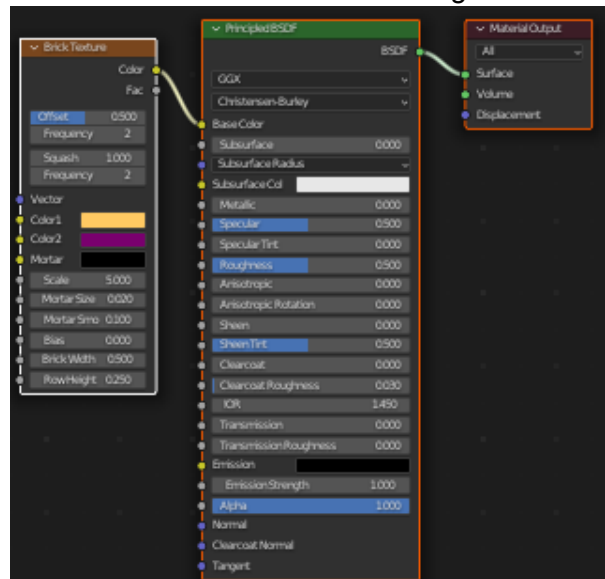 Brick Texture
Color
Fac
Offset 0.500
Frequency 2
Squash 1.000
Frequency 2
Vector
Color1
Color2
Mortar
Scale 5.000
Mortar Size 0.020
Mortar Smo 0.100
Bias 0.000
Brick Width 0.500
Row Height 0.250
Principled BSDF
BSDF
GGX
Christensen-Burley
Base Color
Subsurface 0.000
Subsurface Radius
Subsurface Col
Metallic 0.000
Specular 0.500
Specular Tint 0.000
Roughness 0.500
Anisotropic 0.000
Anisotropic Rotation 0.000
Sheen 0.000
Sheen Tint 0.500
Clearcoat 0.000
Clearcoat Roughness 0.030
IOR 1.450
Transmission 0.000
Transmission Roughness 0.000
Emission
Emission Strength 1.000
Alpha 1.000
Normal
Clearcoat Normal
Tangent
Material Output
All
Surface
Volume
Displacement